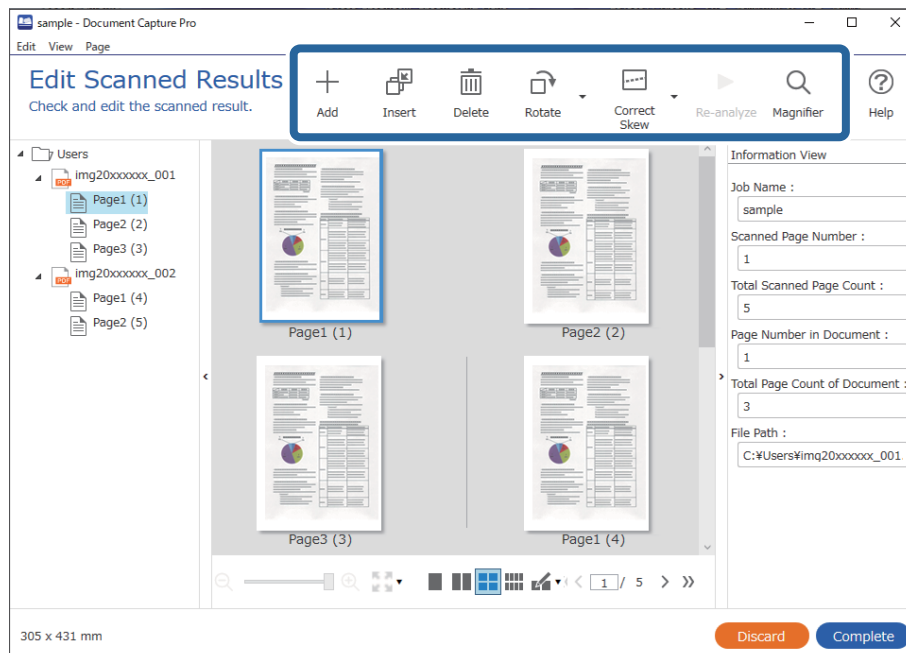 sample - Document Capture Pro
Edit View Page
Edit Scanned Results
Check and edit the scanned result.
Add Insert Delete Rotate Correct Skew Re-analyze Magnifier Help
Users
img20xxxxxx_001
PDF
Page1 (1)
Page2 (2)
Page3 (3)
img20xxxxxx_002
PDF
Page1 (4)
Page2 (5)
Page1 (1)
Page2 (2)
Page3 (3)
Page1 (4)
1 / 5
Information View
Job Name :
sample
Scanned Page Number :
1
Total Scanned Page Count :
5
Page Number in Document :
1
Total Page Count of Document :
3
File Path :
C:¥Users¥img20xxxxxx_001
305 x 431 mm
Discard
Complete